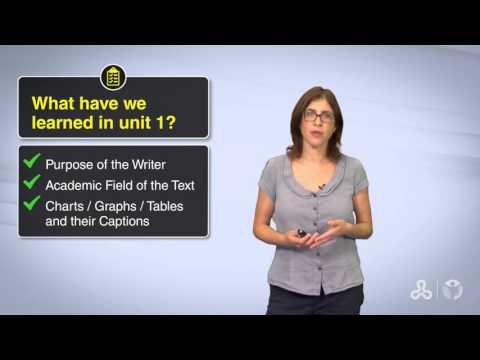 What have we
learned in unit 1?
Purpose of the Writer
Academic Field of the Text
Charts / Graphs / Tables
and their Captions